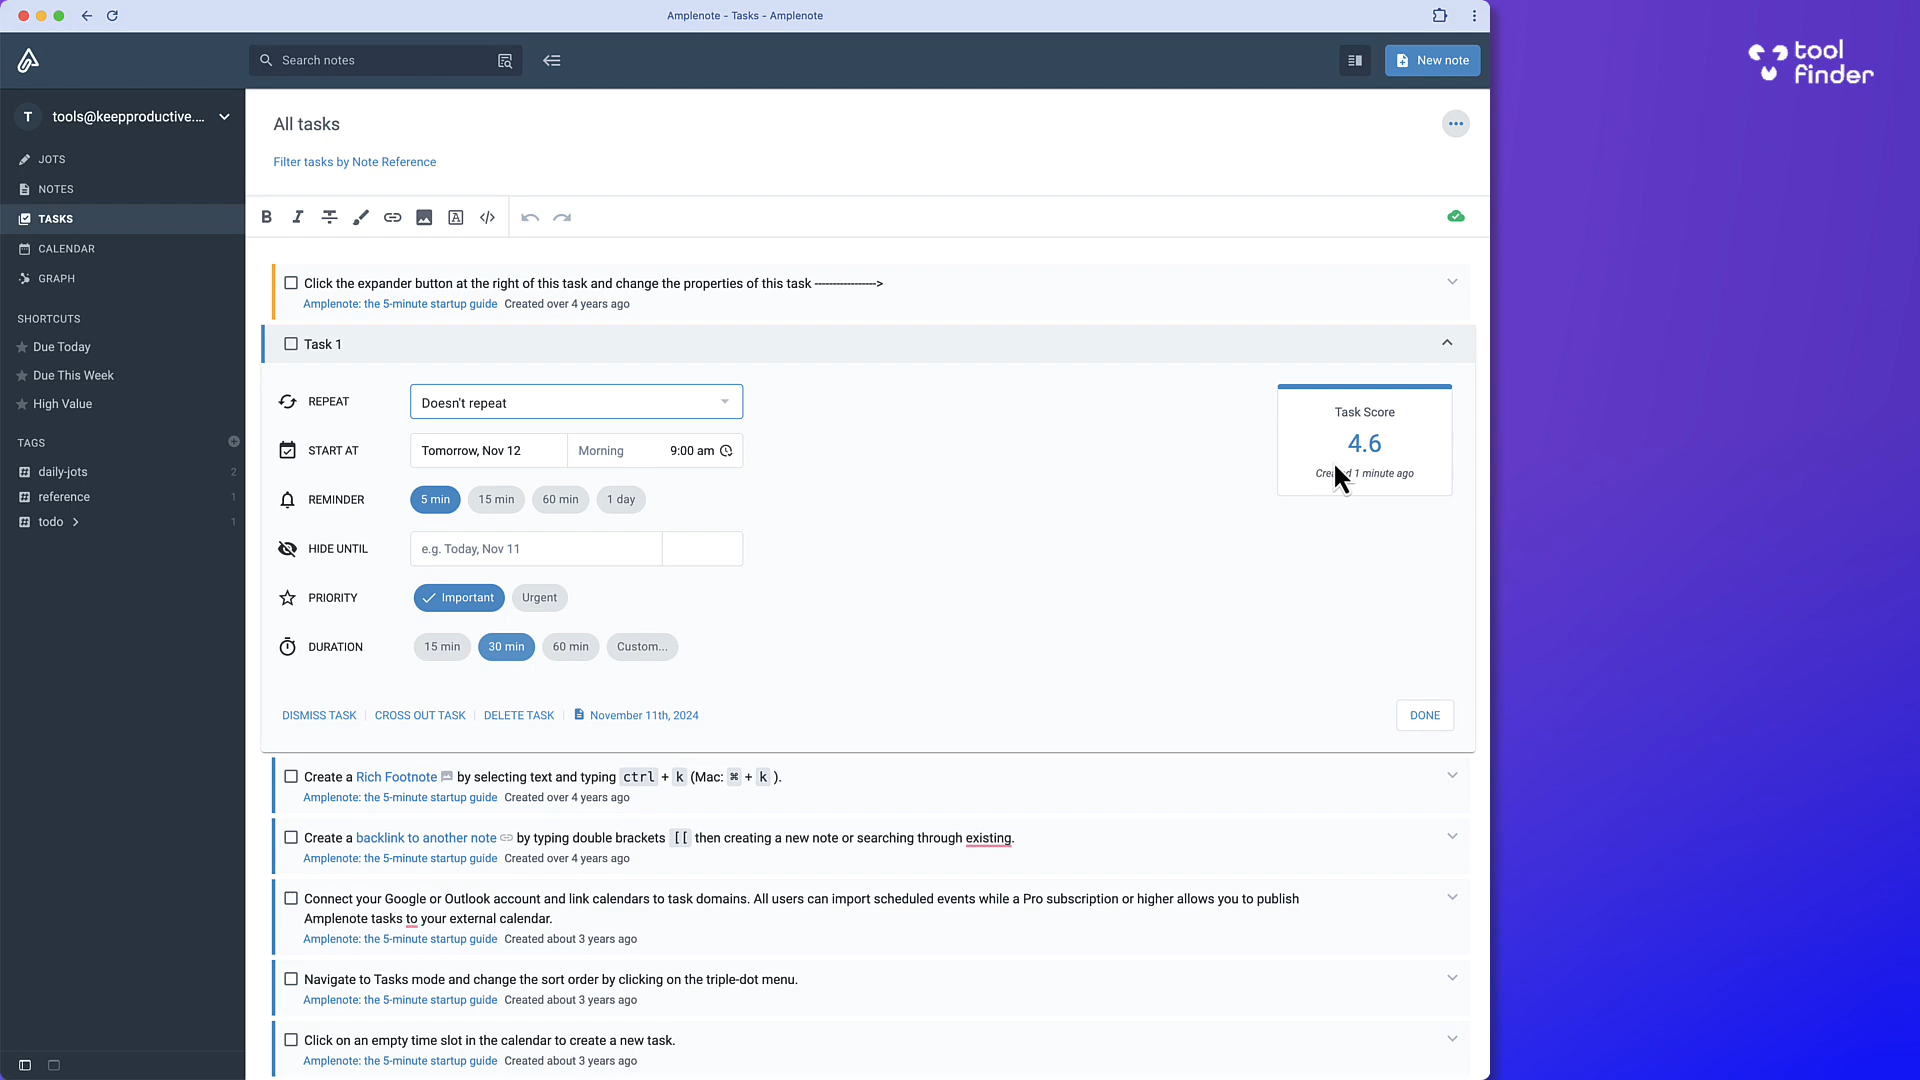 Amplenote - Tasks - Amplenote
tool
finder
Search notes
New note
T tools@keepproductive....
JOTS
NOTES
TASKS
CALENDAR
GRAPH
SHORTCUTS
Due Today
Due This Week
High Value
TAGS
daily-jots 2
reference 1
todo 1
All tasks
Filter tasks by Note Reference
B I A </>
Click the expander button at the right of this task and change the properties of this task ----------------->
Amplenote: the 5-minute startup guide Created over 4 years ago
Task 1
REPEAT Doesn't repeat
START AT Tomorrow, Nov 12 Morning 9:00 am
REMINDER 5 min 15 min 60 min 1 day
HIDE UNTIL e.g. Today, Nov 11
PRIORITY Important Urgent
DURATION 15 min 30 min 60 min Custom...
Task Score
4.6
1 minute ago
DISMISS TASK CROSS OUT TASK DELETE TASK November 11th, 2024 DONE
Create a Rich Footnote by selecting text and typing ctrl + k (Mac: ⌘ + k ).
Amplenote: the 5-minute startup guide Created over 4 years ago
Create a backlink to another note by typing double brackets [[ then creating a new note or searching through existing.
Amplenote: the 5-minute startup guide Created over 4 years ago
Connect your Google or Outlook account and link calendars to task domains. All users can import scheduled events while a Pro subscription or higher allows you to publish
Amplenote tasks to your external calendar.
Amplenote: the 5-minute startup guide Created about 3 years ago
Navigate to Tasks mode and change the sort order by clicking on the triple-dot menu.
Amplenote: the 5-minute startup guide Created about 3 years ago
Click on an empty time slot in the calendar to create a new task.
Amplenote: the 5-minute startup guide Created about 3 years ago